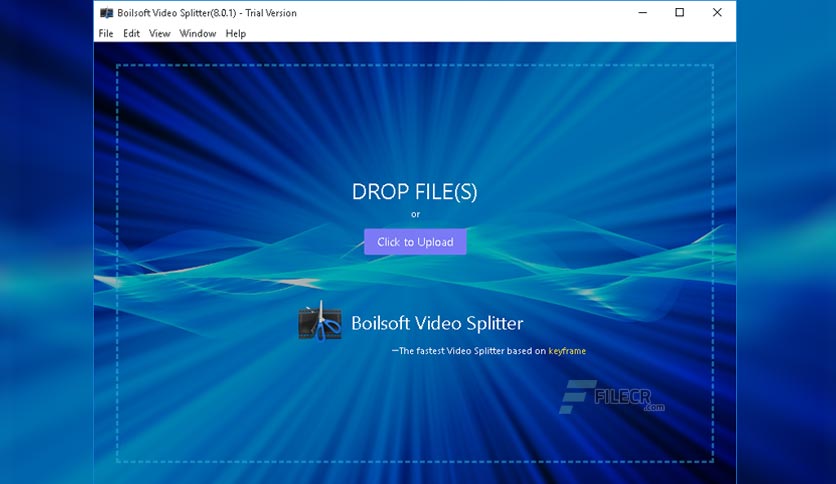 Boilsoft Video Splitter(8.0.1) - Trial Version
File Edit View Window Help
DROP FILE(S)
or
Click to Upload
Boilsoft Video Splitter
—The fastest Video Splitter based on keyframe
FILECR
.com